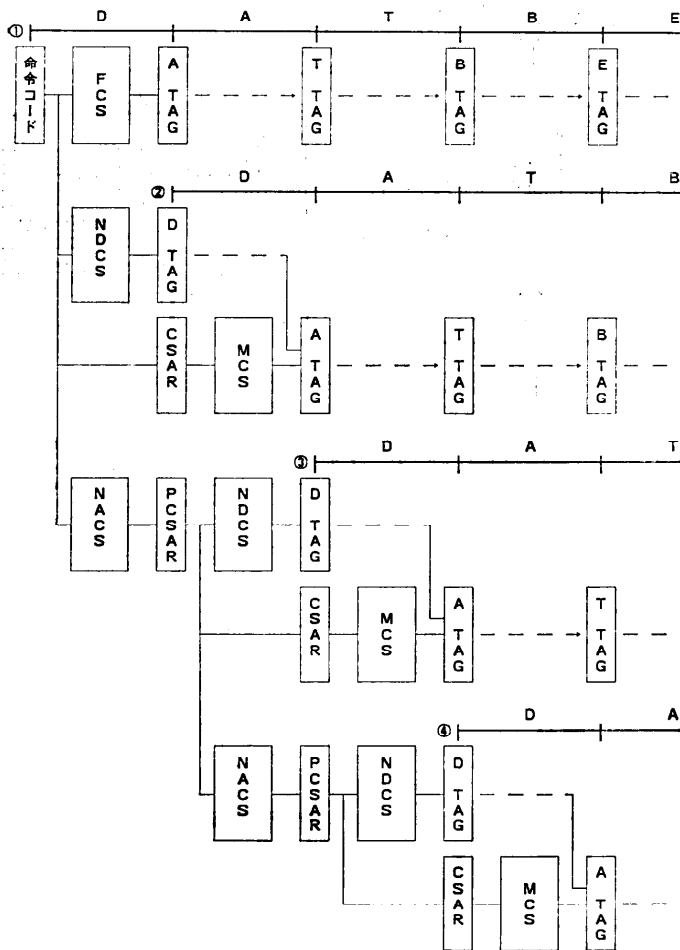 D A T B E
①
命令コード FCS A TAG T TAG B TAG E TAG
② D A T B
NDCS D TAG
CSAR MCS A TAG T TAG B TAG
③ D A T
NACS PCSAR NDCS D TAG
CSAR MCS A TAG T TAG
④ D A
NACS PCSAR NDCS D TAG
CSAR MCS A TAG